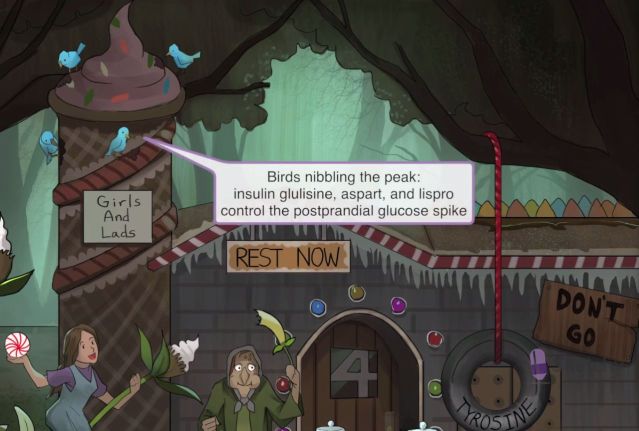 Birds nibbling the peak:
insulin glulisine, aspart, and lispro
control the postprandial glucose spike
Girls
And
Lads
REST NOW
DON'T
GO
4
TYROSINE